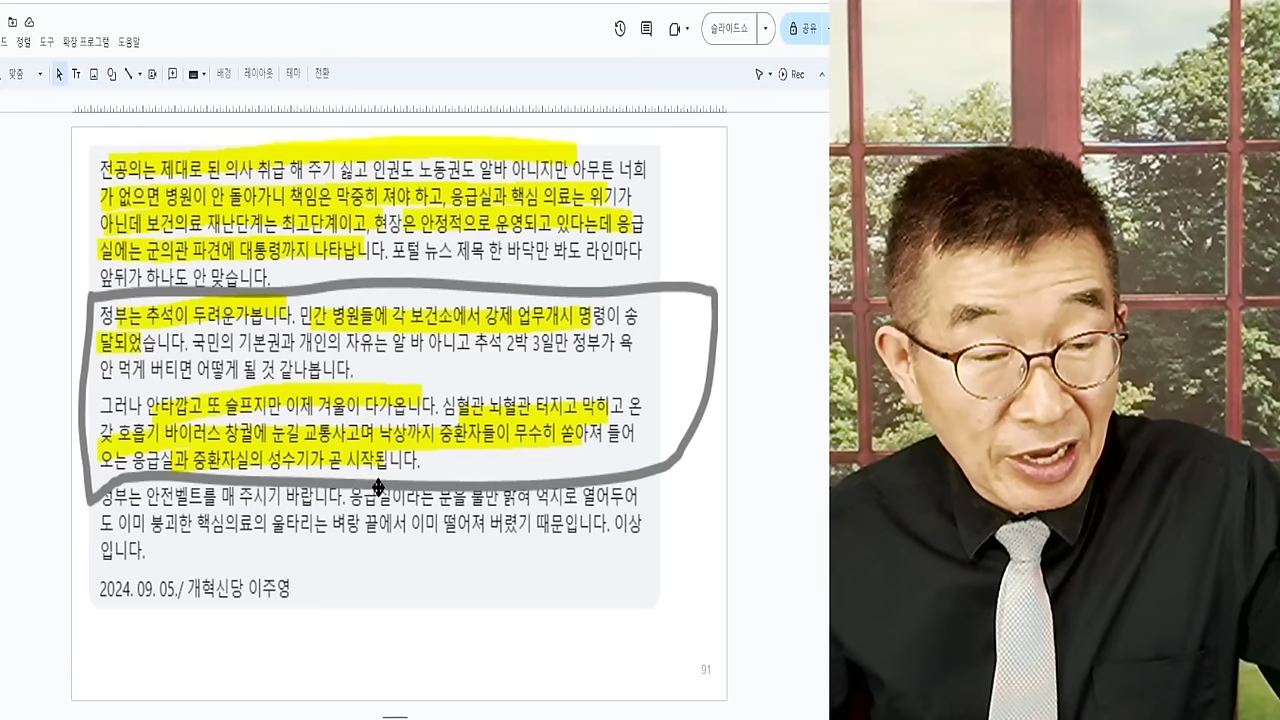 드 정렬 도구 확장 프로그램 도움말
슬라이드쇼
공유
맞춤
Tт
배경 레이아웃 테마 전환
Rec
전공의는 제대로 된 의사 취급 해 주기 싫고 인권도 노동권도 알바 아니지만 아무튼 너희
가 없으면 병원이 안 돌아가니 책임은 막중히 져야 하고, 응급실과 핵심 의료는 위기가
아닌데 보건의료 재난단계는 최고단계이고, 현장은 안정적으로 운영되고 있다는데 응급
실에는 군의관 파견에 대통령까지 나타납니다. 포털 뉴스 제목 한 바닥만 봐도 라인마다
앞뒤가 하나도 안 맞습니다.
정부는 추석이 두려운가봅니다. 민간 병원들에 각 보건소에서 강제 업무개시 명령이 송
달되었습니다. 국민의 기본권과 개인의 자유는 알 바 아니고 추석 2박 3일만 정부가 욕
안 먹게 버티면 어떻게 될 것 같나봅니다.
그러나 안타깝고 또 슬프지만 이제 겨울이 다가옵니다. 심혈관 뇌혈관 터지고 막히고 온
갖 호흡기 바이러스 창궐에 눈길 교통사고며 낙상까지 중환자들이 무수히 쏟아져 들어
오는 응급실과 중환자실의 성수기가 곧 시작됩니다.
정부는 안전벨트를 매 주시기 바랍니다. 응급실이라는 문을 불만 밝혀 억지로 열어두어
도 이미 붕괴한 핵심의료의 울타리는 벼랑 끝에서 이미 떨어져 버렸기 때문입니다. 이상
입니다.
2024. 09. 05./ 개혁신당 이주영
91